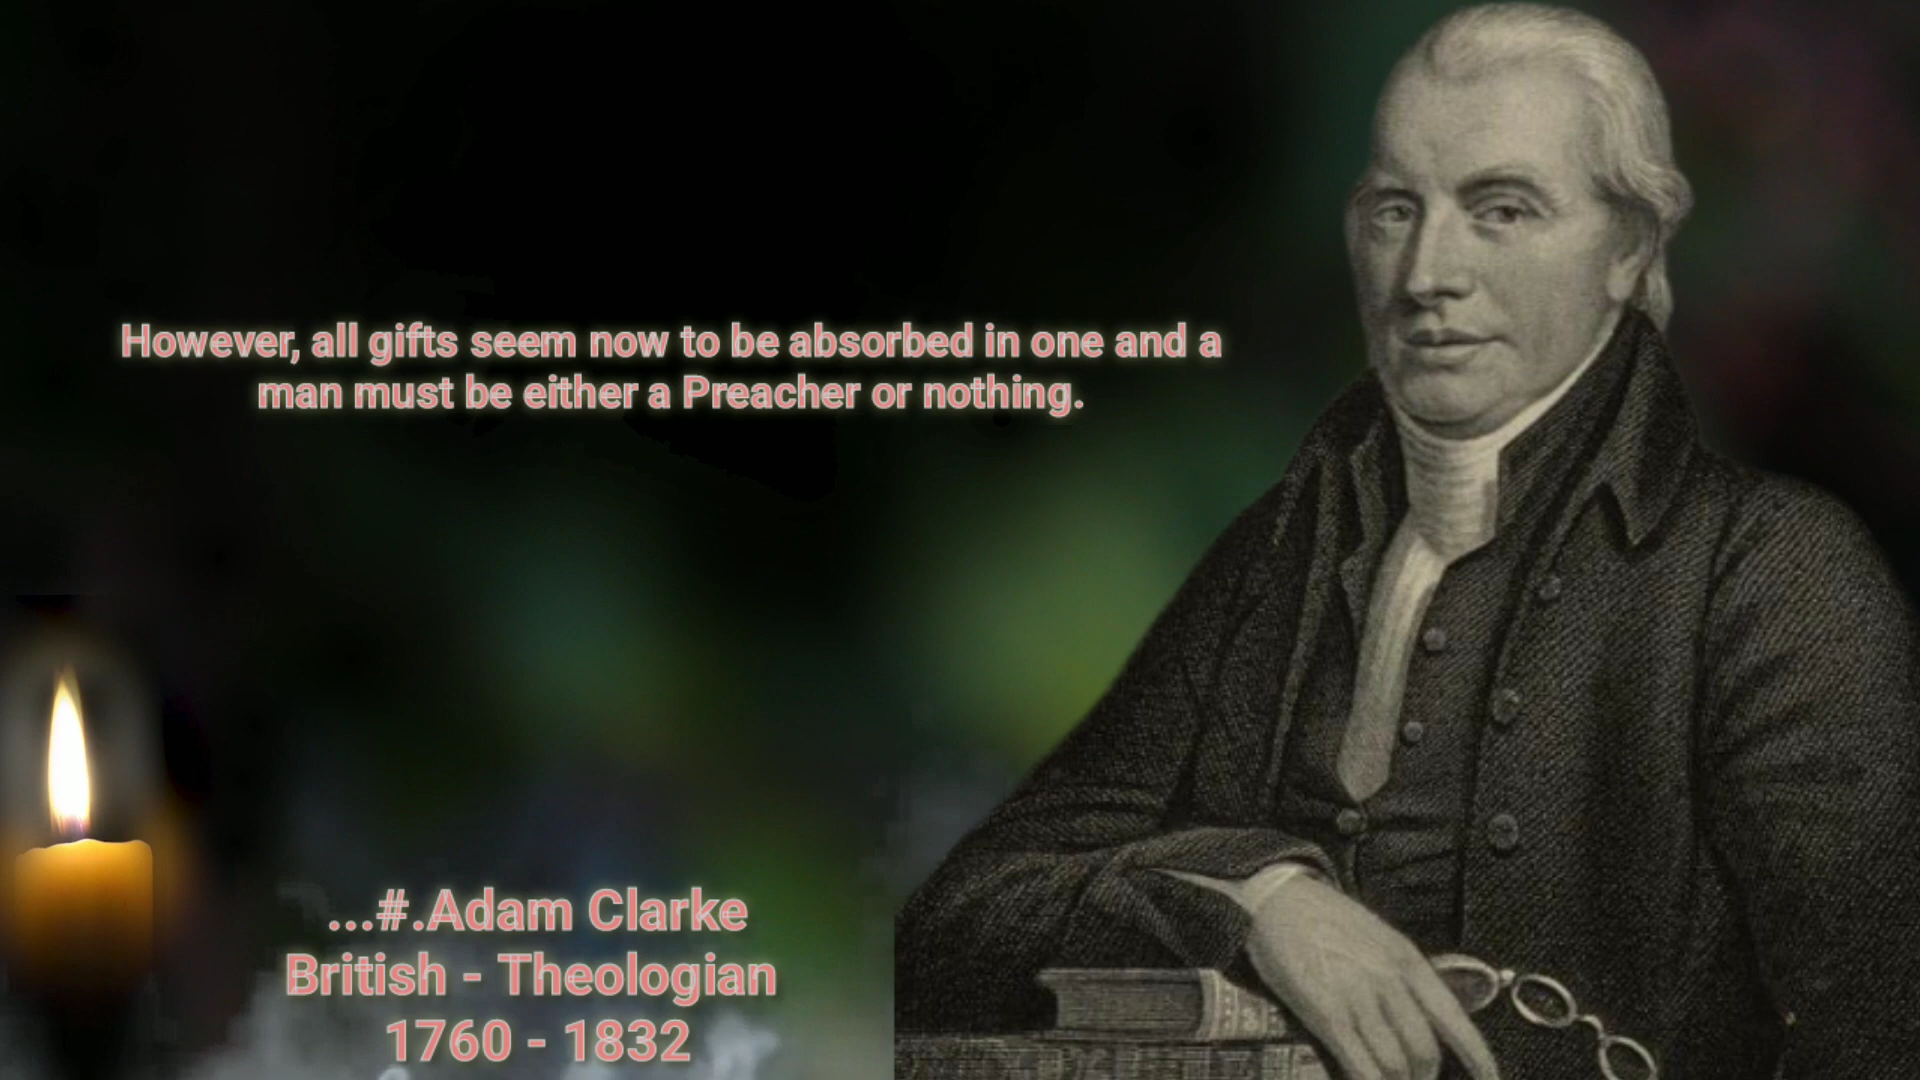 However, all gifts seem now to be absorbed in one and a
man must be either a Preacher or nothing.
...#.Adam Clarke
British - Theologian
1760 - 1832